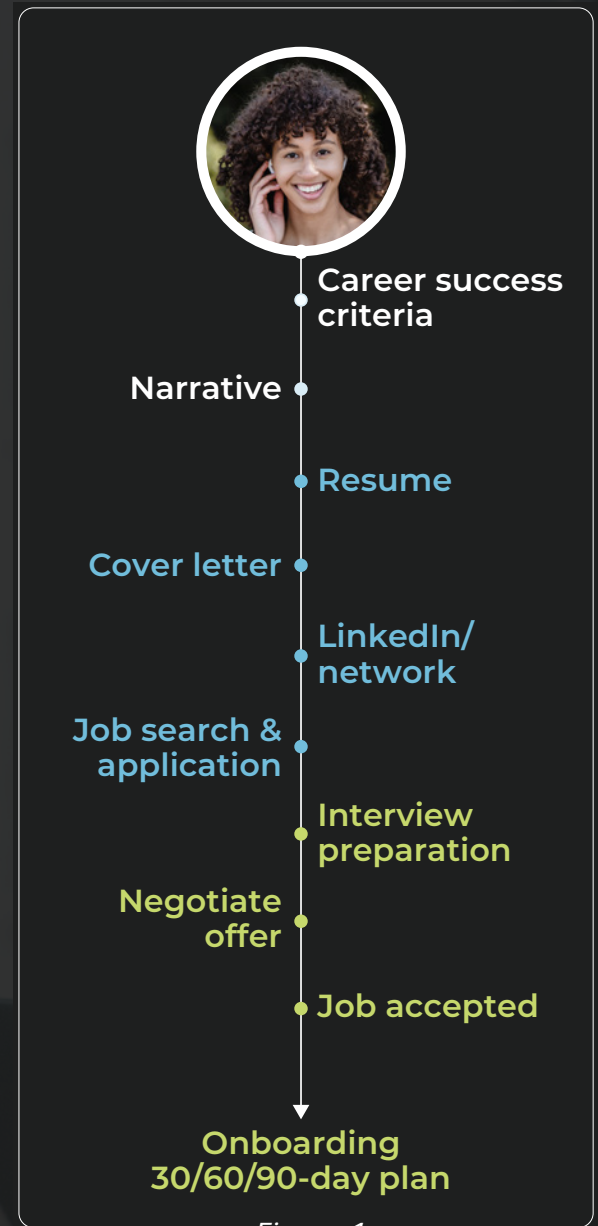 Career success
criteria
Narrative
Resume
Cover letter
LinkedIn/
network
Job search &
application
Interview
preparation
Negotiate
offer
Job accepted
Onboarding
30/60/90-day plan